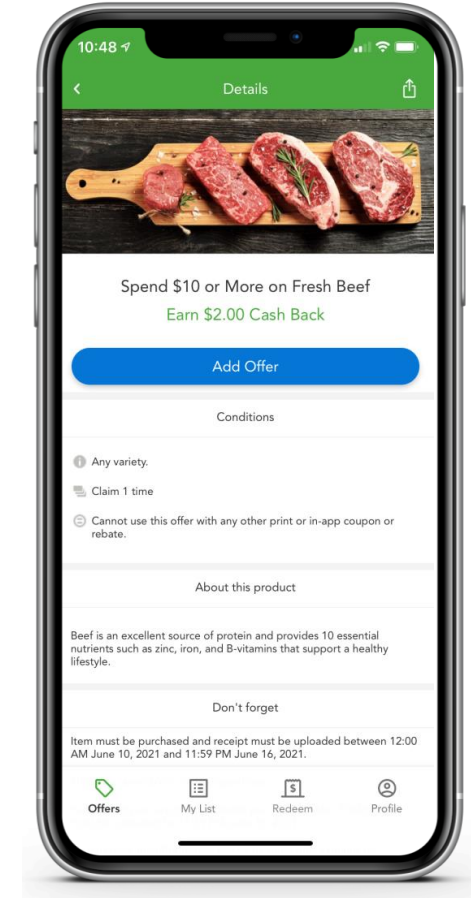 10:48
Details
Spend $10 or More on Fresh Beef
Earn $2.00 Cash Back
Add Offer
Conditions
Any variety.
Claim 1 time
Cannot use this offer with any other print or in-app coupon or
rebate.
About this product
Beef is an excellent source of protein and provides 10 essential
nutrients such as zinc, iron, and B-vitamins that support a healthy
lifestyle.
Don't forget
Item must be purchased and receipt must be uploaded between 12:00
AM June 10, 2021 and 11:59 PM June 16, 2021.
Offers My List Redeem Profile